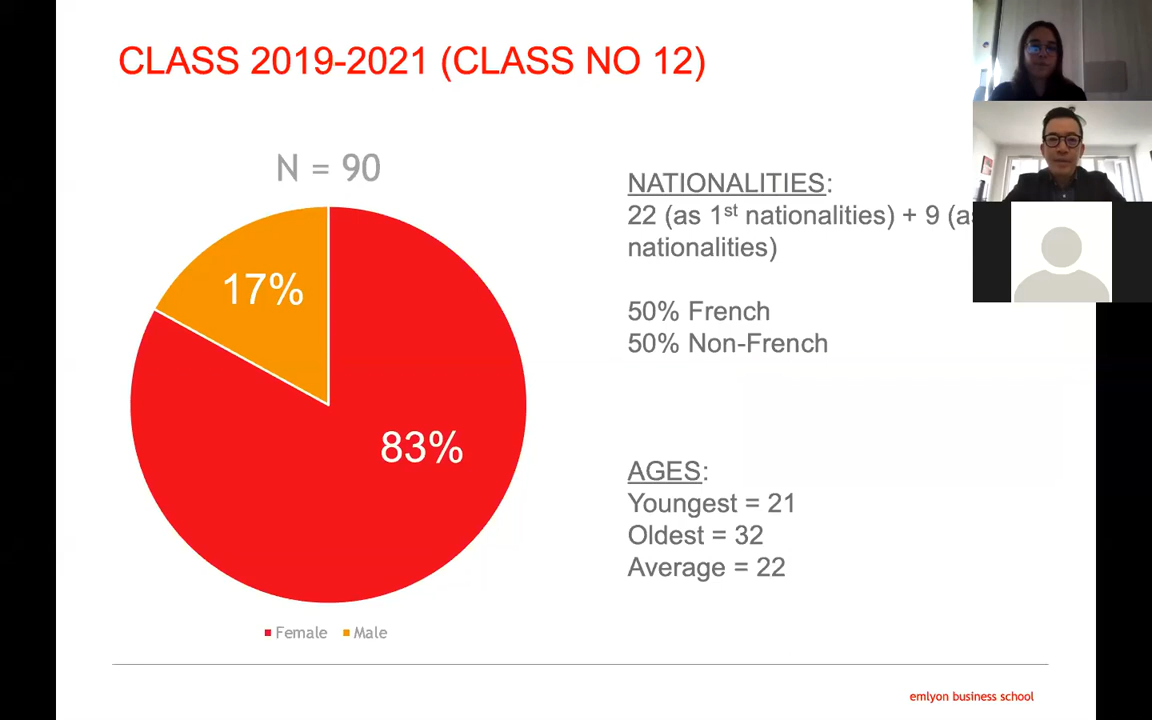 CLASS 2019-2021 (CLASS NO 12)
N = 90
17%
83%
Female Male
NATIONALITIES:
22 (as 1st nationalities) + 9 (as
nationalities)
50% French
50% Non-French
AGES:
Youngest = 21
Oldest = 32
Average = 22
emlyon business school